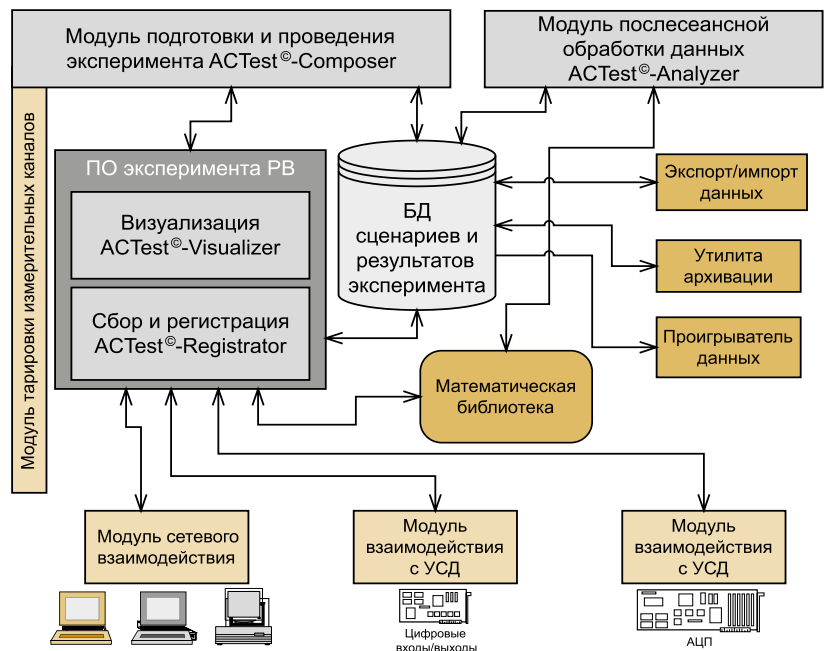 Модуль подготовки и проведения
эксперимента ACTest©-Composer
Модуль послесеансной
обработки данных
ACTest©-Analyzer
Модуль тарировки измерительных каналов
ПО эксперимента РВ
Визуализация
ACTest©-Visualizer
Сбор и регистрация
ACTest©-Registrator
БД
сценариев и
результатов
эксперимента
Экспорт/импорт
данных
Утилита
архивации
Проигрыватель
данных
Математическая
библиотека
Модуль сетевого
взаимодействия
Модуль
взаимодействия
с УСД
Цифровые
входы/выходы
Модуль
взаимодействия
с УСД
АЦП